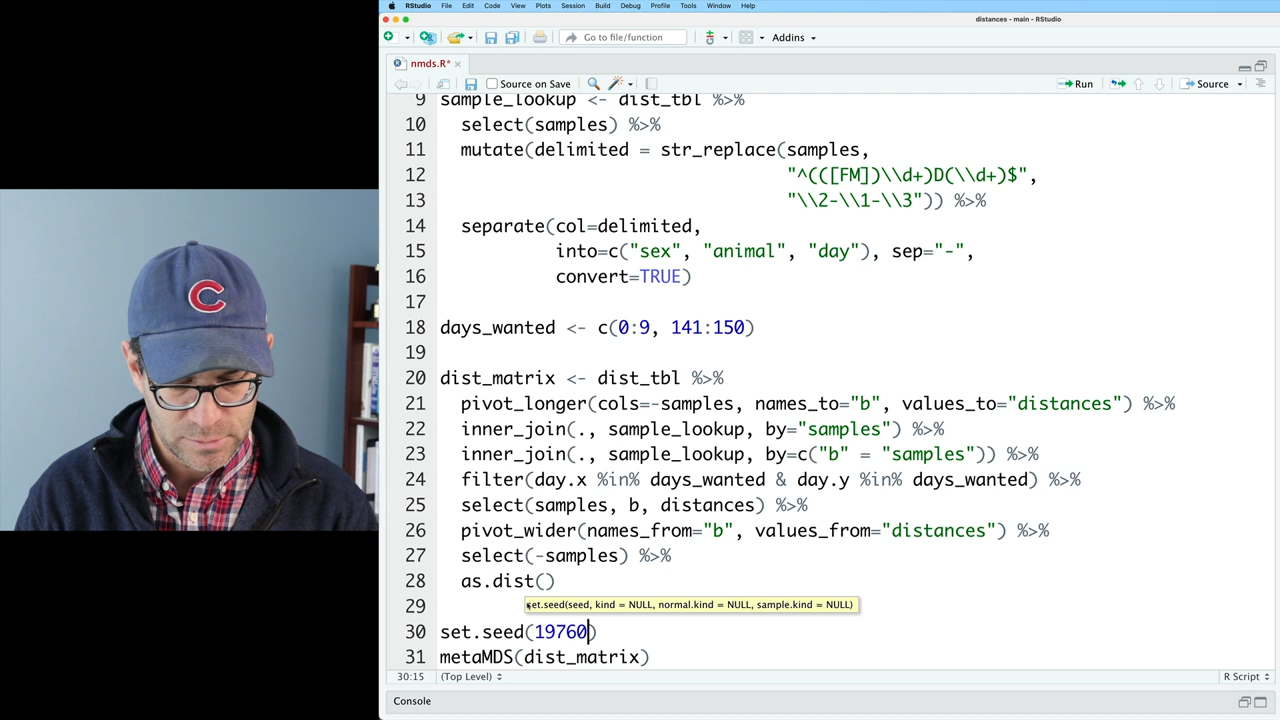 RStudio File Edit Code View Plots Session Build Debug Profile Tools Window Help
distances - main - RStudio
Go to file/function Addins
nmds.R*
Source on Save Run Source
9 sample_lookup <- dist_tbl %>%
10 select(samples) %>%
11 mutate(delimited = str_replace(samples,
12 "^(([FM])\\d+)D(\\d+)$",
13 "\\2-\\1-\\3")) %>%
14 separate(col=delimited,
15 into=c("sex", "animal", "day"), sep="-",
16 convert=TRUE)
17
18 days_wanted <- c(0:9, 141:150)
19
20 dist_matrix <- dist_tbl %>%
21 pivot_longer(cols=-samples, names_to="b", values_to="distances") %>%
22 inner_join(., sample_lookup, by="samples") %>%
23 inner_join(., sample_lookup, by=c("b" = "samples")) %>%
24 filter(day.x %in% days_wanted & day.y %in% days_wanted) %>%
25 select(samples, b, distances) %>%
26 pivot_wider(names_from="b", values_from="distances") %>%
27 select(-samples) %>%
28 as.dist()
29 set.seed(seed, kind = NULL, normal.kind = NULL, sample.kind = NULL)
30 set.seed(19760)
31 metaMDS(dist_matrix)
30:15 (Top Level) R Script
Console
C